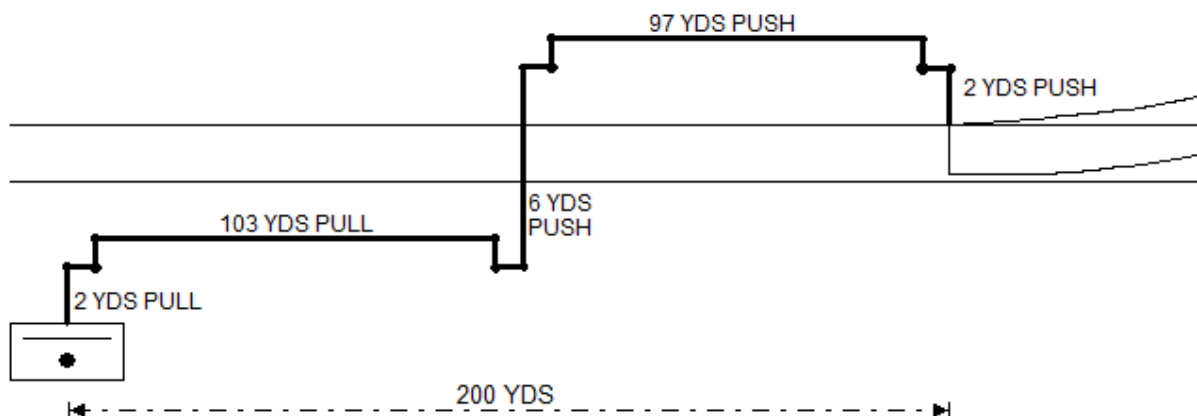 97 YDS PUSH
2 YDS PUSH
6 YDS
PUSH
103 YDS PULL
2 YDS PULL
200 YDS